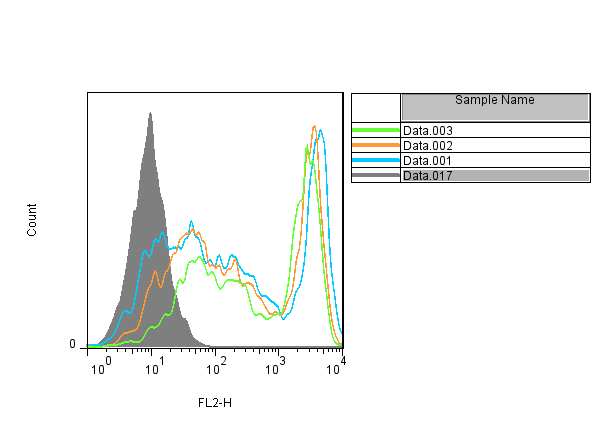 Sample Name
Data.003
Data.002
Data.001
Data.017
Count
0
10^0 10^1 10^2 10^3 10^4
FL2-H